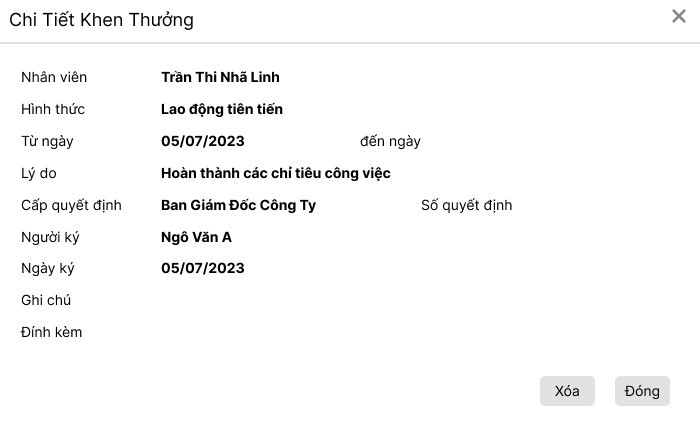 Chi Tiết Khen Thưởng
Nhân viên Trần Thi Nhã Linh
Hình thức Lao động tiên tiến
Từ ngày 05/07/2023 đến ngày
Lý do Hoàn thành các chỉ tiêu công việc
Cấp quyết định Ban Giám Đốc Công Ty Số quyết định
Người ký Ngô Văn A
Ngày ký 05/07/2023
Ghi chú
Đính kèm
Xóa Đóng